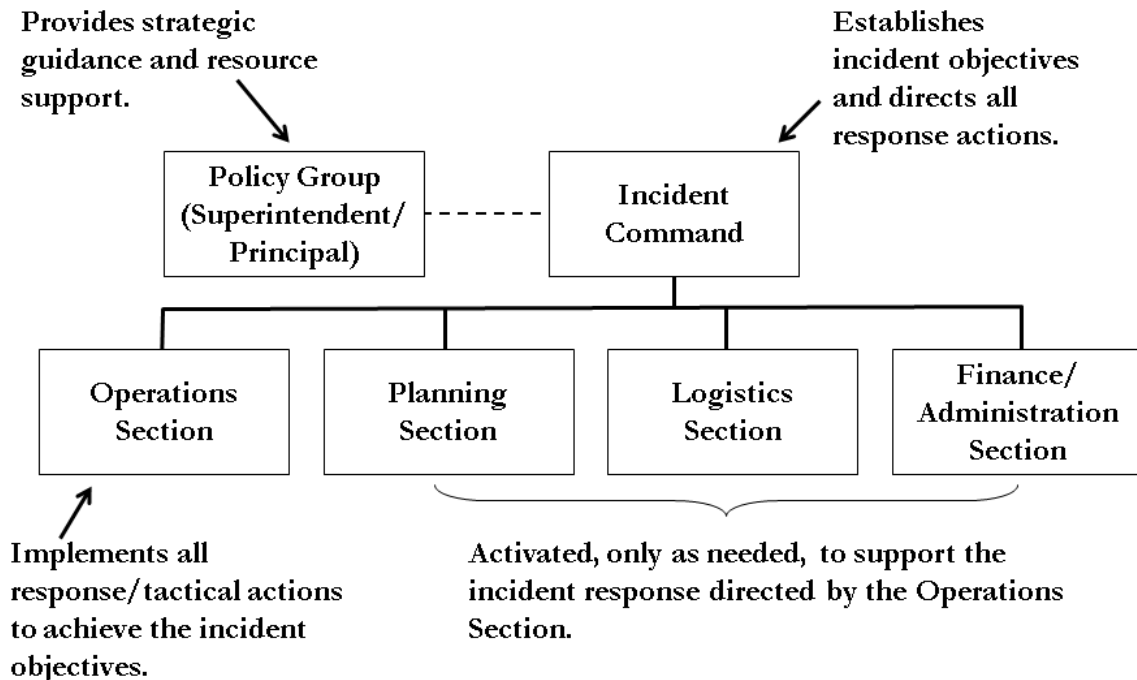 Provides strategic
guidance and resource
support.
Establishes
incident objectives
and directs all
response actions.
Policy Group
(Superintendent/
Principal)
Incident
Command
Operations
Section
Planning
Section
Logistics
Section
Finance/
Administration
Section
Implements all
response/tactical actions
to achieve the incident
objectives.
Activated, only as needed, to support the
incident response directed by the Operations
Section.